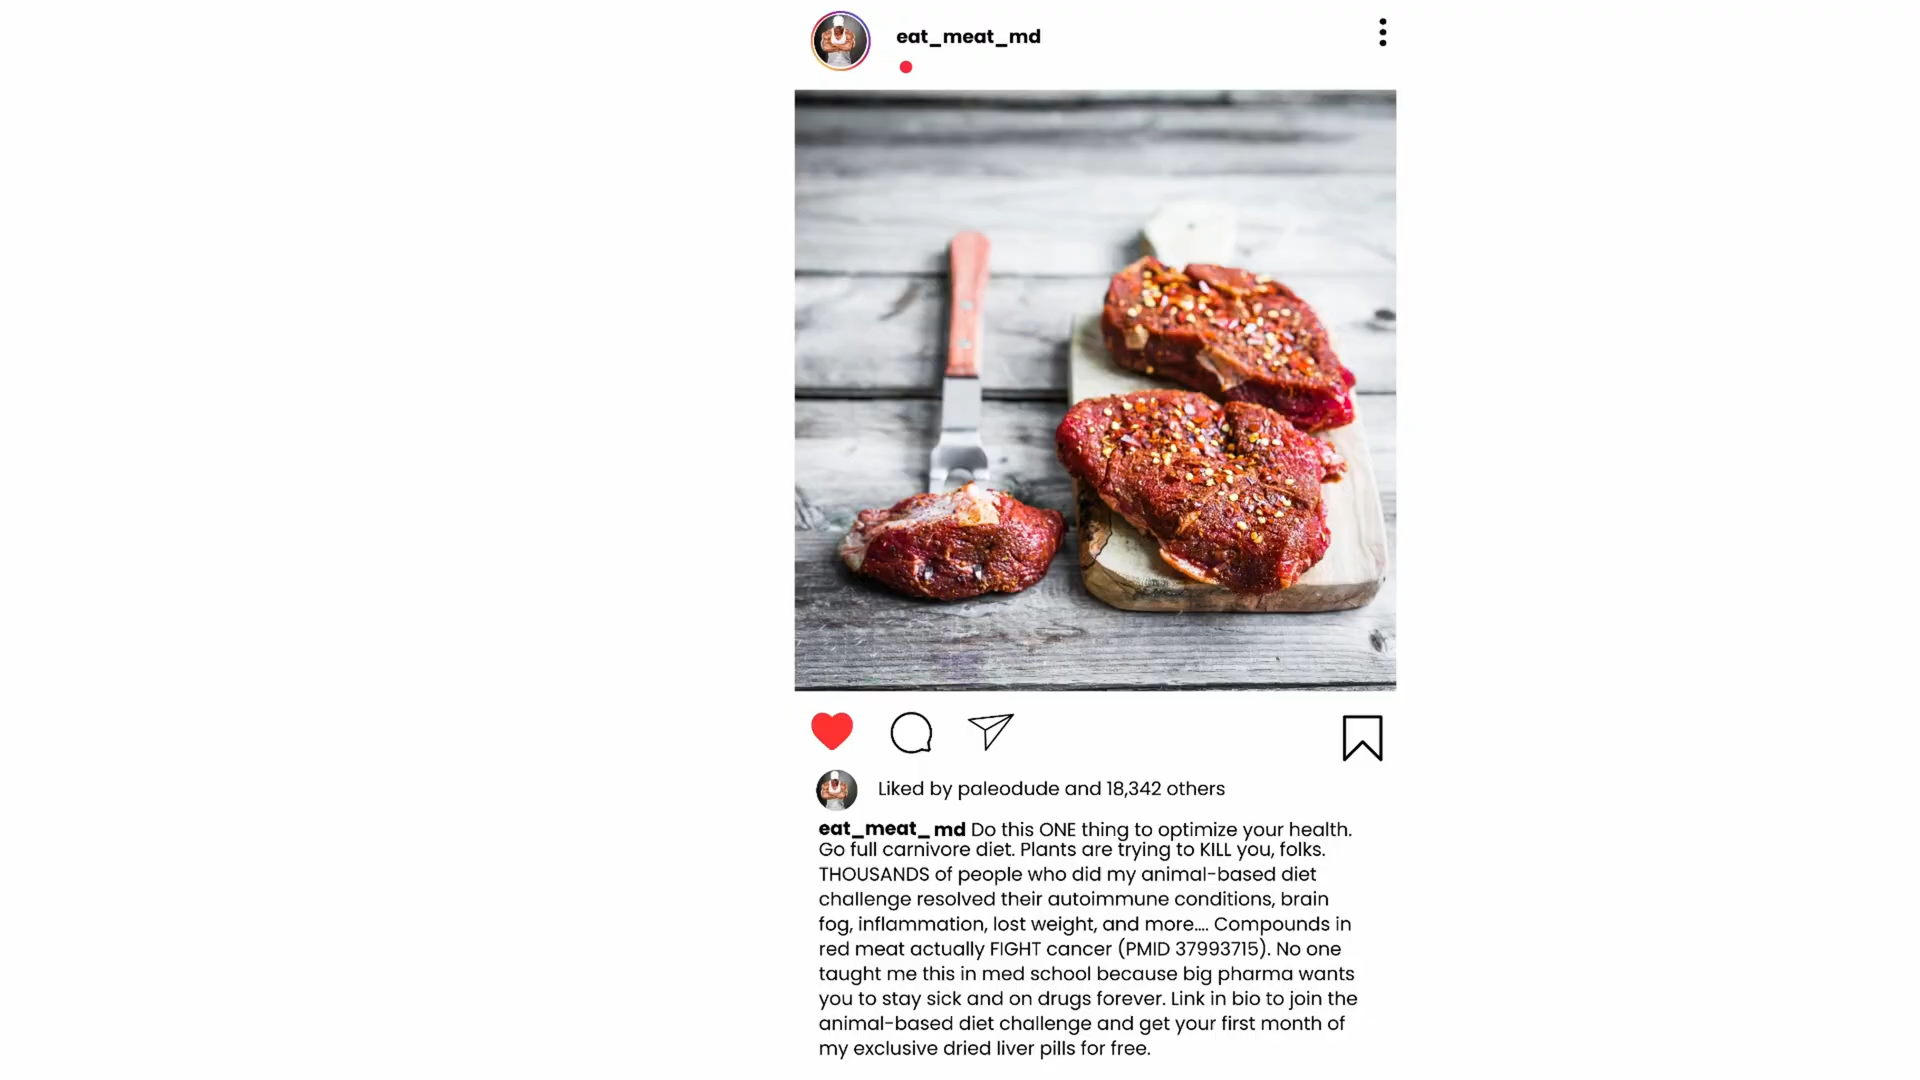 eat_meat_md
Liked by paleodude and 18,342 others
eat_meat_md Do this ONE thing to optimize your health.
Go full carnivore diet. Plants are trying to KILL you, folks.
THOUSANDS of people who did my animal-based diet
challenge resolved their autoimmune conditions, brain
fog, inflammation, lost weight, and more.... Compounds in
red meat actually FIGHT cancer (PMID 37993715). No one
taught me this in med school because big pharma wants
you to stay sick and on drugs forever. Link in bio to join the
animal-based diet challenge and get your first month of
my exclusive dried liver pills for free.